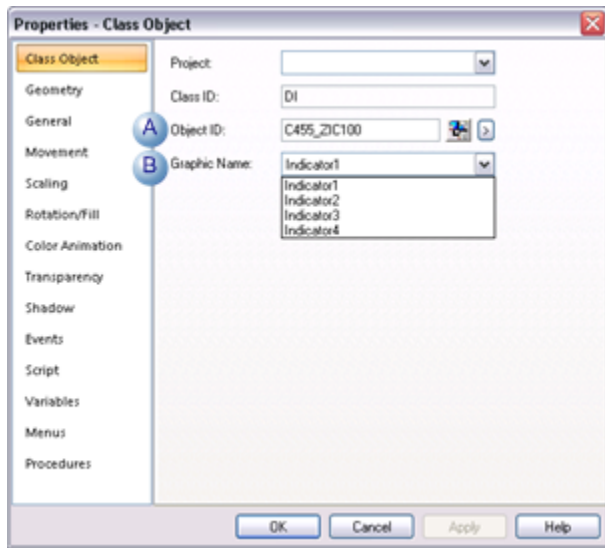 Properties - Class Object
Class Object
Geometry
General
Movement
Scaling
Rotation/Fill
Color Animation
Transparency
Shadow
Events
Script
Variables
Menus
Procedures
Project:
Class ID: DI
A Object ID: C455_ZIC100 >
B Graphic Name: Indicator1
Indicator1
Indicator2
Indicator3
Indicator4
OK Cancel Apply Help